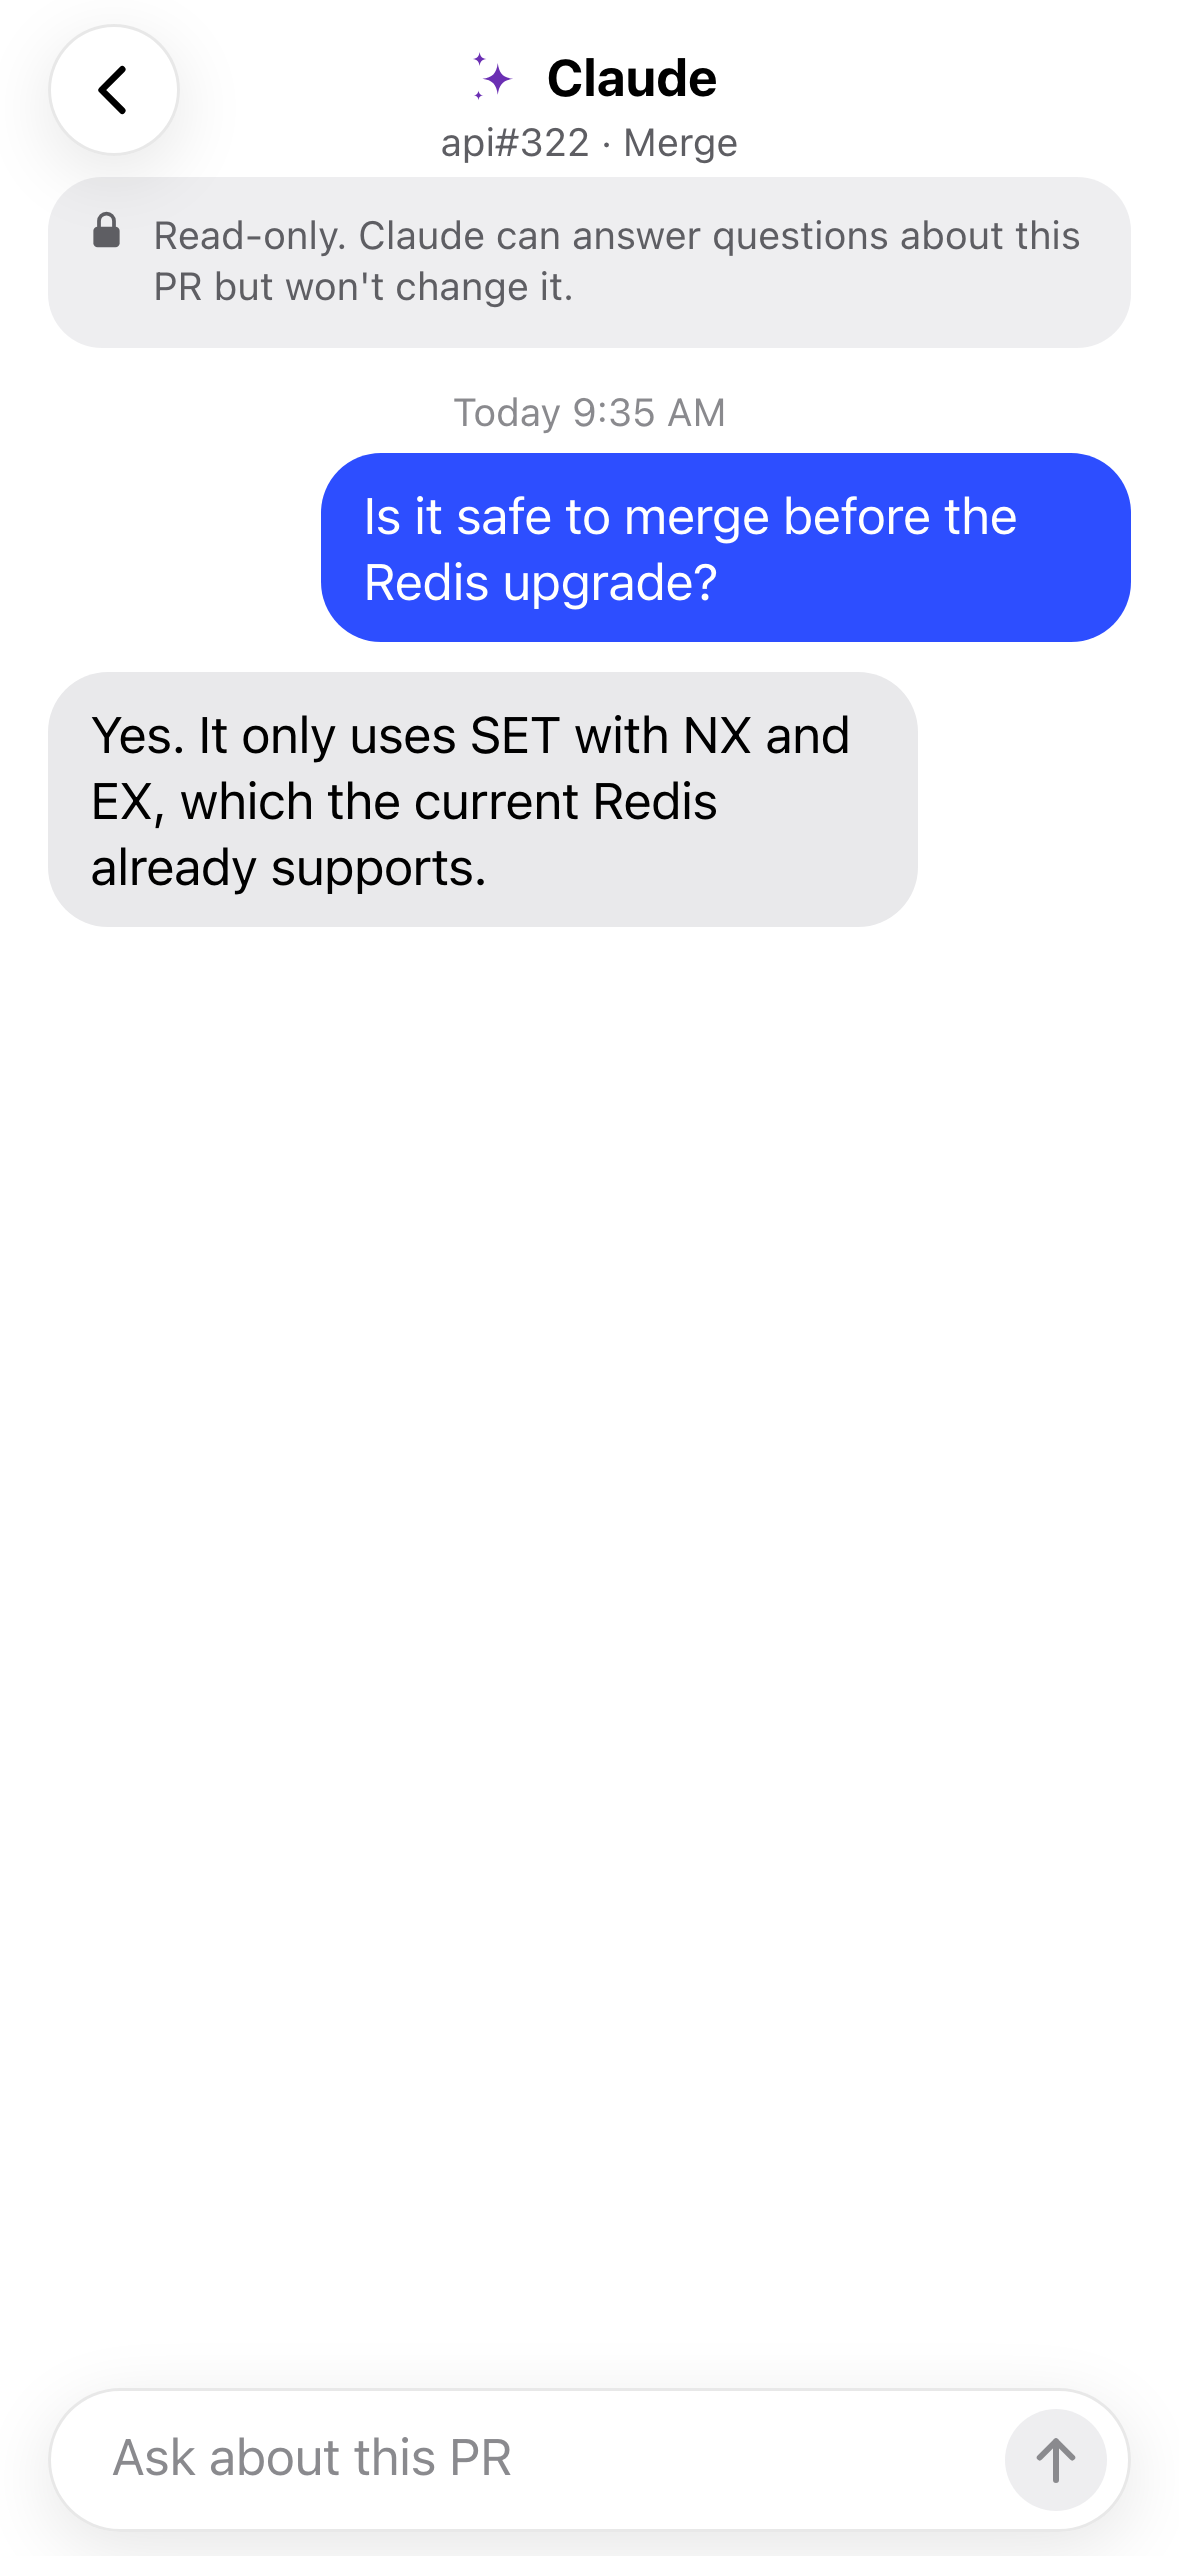 Claude
api#322 · Merge
Read-only. Claude can answer questions about this
PR but won't change it.
Today 9:35 AM
Is it safe to merge before the
Redis upgrade?
Yes. It only uses SET with NX and
EX, which the current Redis
already supports.
Ask about this PR